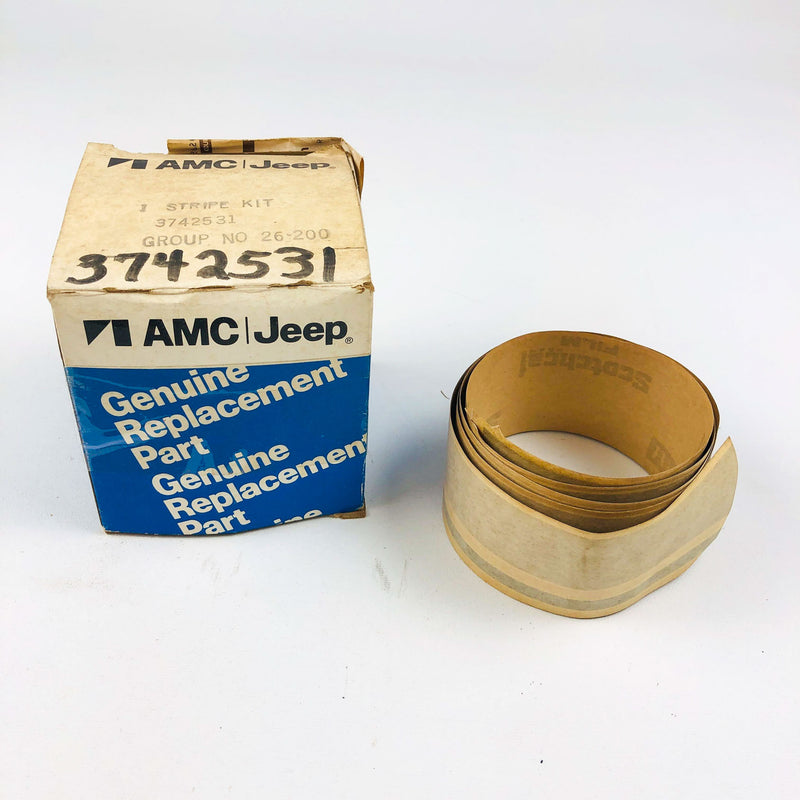 AMC|Jeep®
1 STRIPE KIT
3742531
GROUP NO 26-200
3742531
AMC|Jeep®
Genuine
Replacement
Part
Genuine
Replacement
Part
Genuine
Scotchcal
FILM